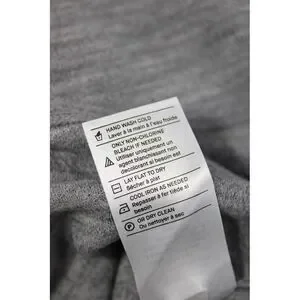 HAND WASH COLD
Laver à la main à l'eau froide
ONLY NON-CHLORINE
BLEACH IF NEEDED
Utiliser uniquement un
agent blanchissant non
décolorant si besoin est
LAY FLAT TO DRY
Sécher à plat
COOL IRON AS NEEDED
Repasser à fer tiède si
besoin
OR DRY CLEAN
Ou nettoyer à sec